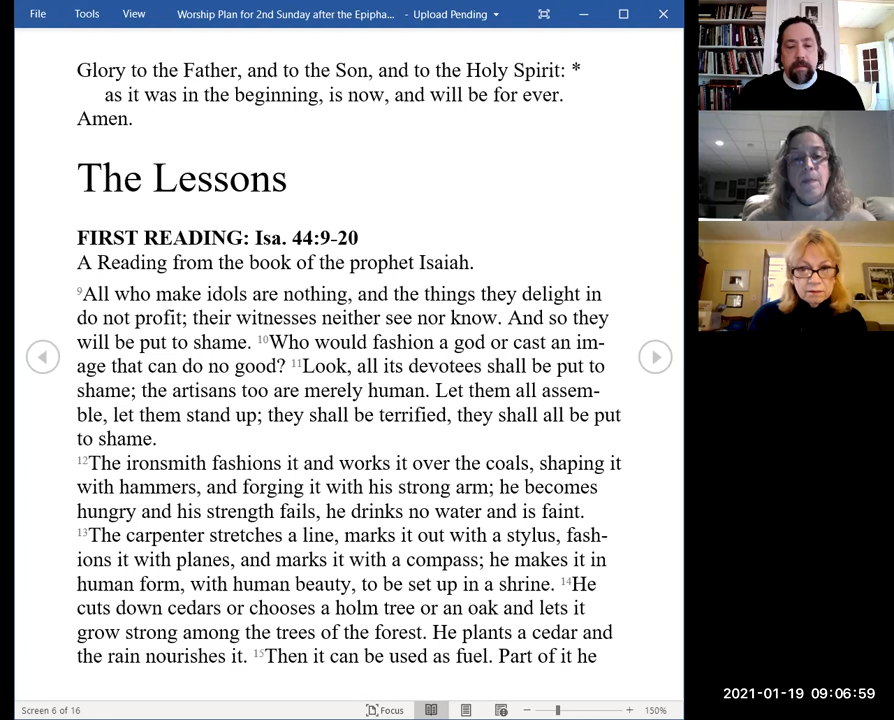 File Tools View Worship Plan for 2nd Sunday after the Epipha... - Upload Pending
Glory to the Father, and to the Son, and to the Holy Spirit: *
as it was in the beginning, is now, and will be for ever.
Amen.
The Lessons
FIRST READING: Isa. 44:9-20
A Reading from the book of the prophet Isaiah.
9All who make idols are nothing, and the things they delight in
do not profit; their witnesses neither see nor know. And so they
will be put to shame. 10Who would fashion a god or cast an im-
age that can do no good? 11Look, all its devotees shall be put to
shame; the artisans too are merely human. Let them all assem-
ble, let them stand up; they shall be terrified, they shall all be put
to shame.
12The ironsmith fashions it and works it over the coals, shaping it
with hammers, and forging it with his strong arm; he becomes
hungry and his strength fails, he drinks no water and is faint.
13The carpenter stretches a line, marks it out with a stylus, fash-
ions it with planes, and marks it with a compass; he makes it in
human form, with human beauty, to be set up in a shrine. 14He
cuts down cedars or chooses a holm tree or an oak and lets it
grow strong among the trees of the forest. He plants a cedar and
the rain nourishes it. 15Then it can be used as fuel. Part of it he
Screen 6 of 16 Focus 150%
2021-01-19 09:06:59